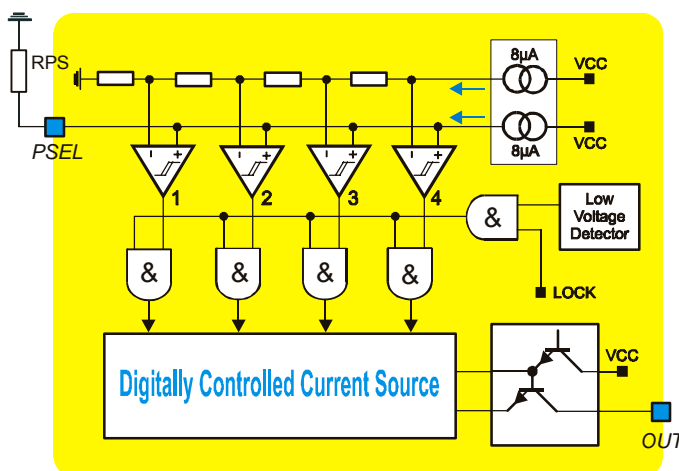 RPS
8µA
VCC
PSEL
8µA
VCC
1
2
3
4
&
Low
Voltage
Detector
&
&
&
&
LOCK
Digitally Controlled Current Source
VCC
OUT